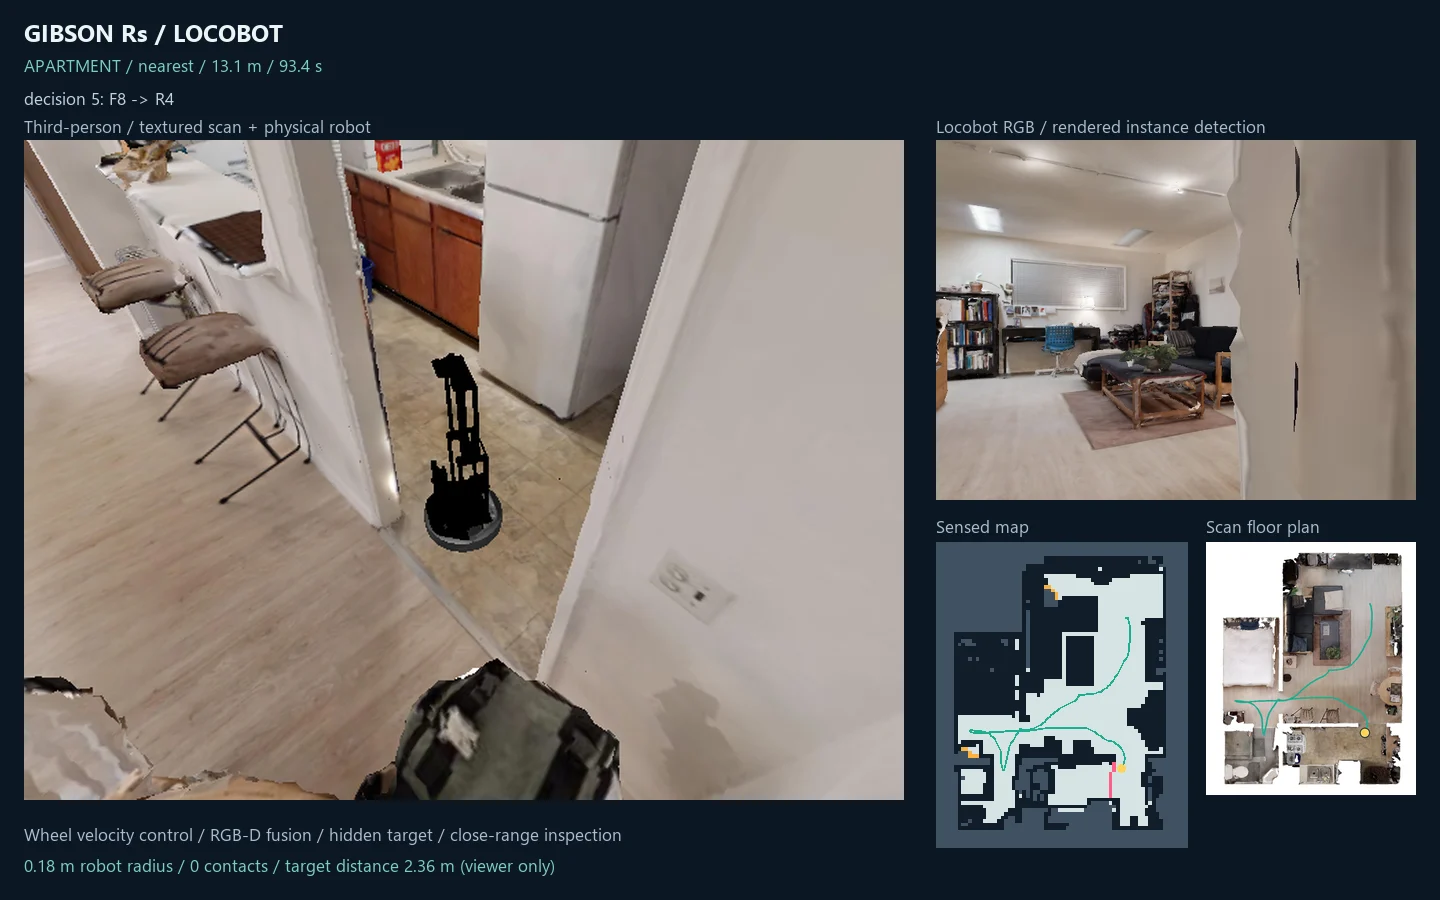 GIBSON Rs / LOCOBOT
APARTMENT / nearest / 13.1 m / 93.4 s
decision 5: F8 -> R4
Third-person / textured scan + physical robot
Locobot RGB / rendered instance detection
Sensed map
Scan floor plan
Wheel velocity control / RGB-D fusion / hidden target / close-range inspection
0.18 m robot radius / 0 contacts / target distance 2.36 m (viewer only)